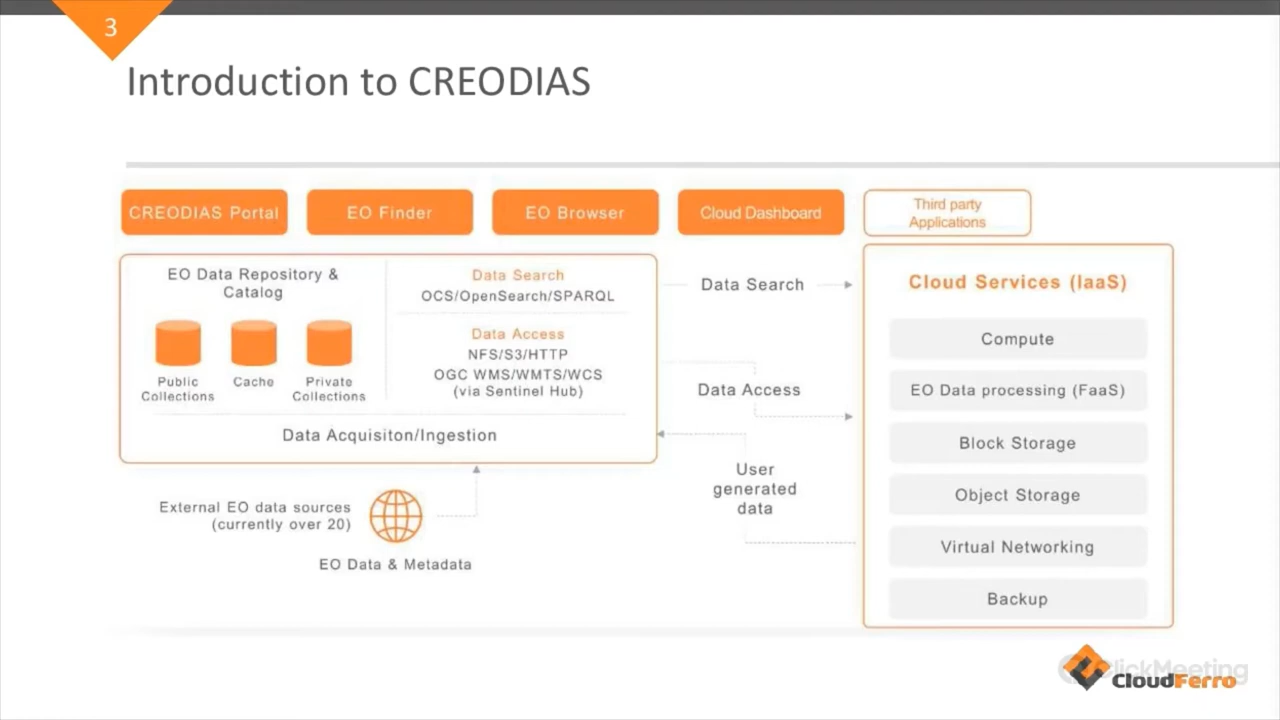 3
Introduction to CREODIAS
CREODIAS Portal
EO Finder
EO Browser
Cloud Dashboard
Third party
Applications
EO Data Repository &
Catalog
Public
Collections
Cache
Private
Collections
Data Search
OCS/OpenSearch/SPARQL
Data Access
NFS/S3/HTTP
OGC WMS/WMTS/WCS
(via Sentinel Hub)
Data Acquisiton/Ingestion
External EO data sources
(currently over 20)
EO Data & Metadata
Data Search
Data Access
User
generated
data
Cloud Services (IaaS)
Compute
EO Data processing (FaaS)
Block Storage
Object Storage
Virtual Networking
Backup
ClickMeeting
CloudFerro